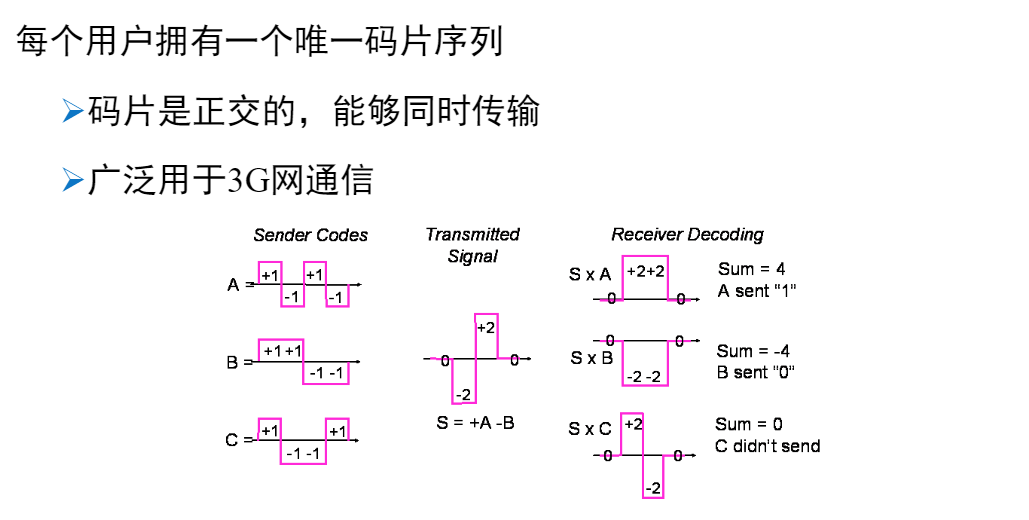 每个用户拥有一个唯一码片序列
➢码片是正交的，能够同时传输
➢广泛用于3G网通信
Sender Codes
A =
+1
-1
+1
-1
B =
+1 +1
-1 -1
C =
+1
-1 -1
+1
Transmitted
Signal
0
-2
+2
0
S = +A -B
Receiver Decoding
S x A
0
+2+2
0
Sum = 4
A sent "1"
S x B
0
-2 -2
0
Sum = -4
B sent "0"
S x C
0
+2
-2
0
Sum = 0
C didn't send